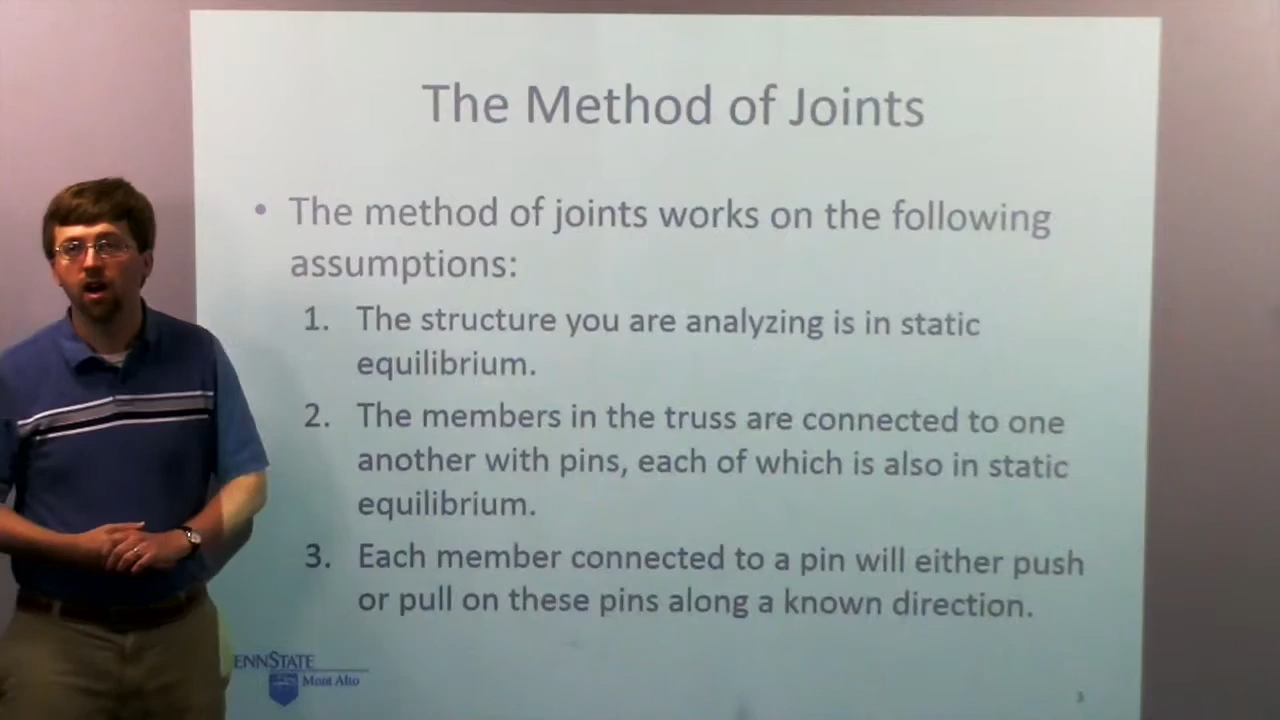 The Method of Joints
• The method of joints works on the following
assumptions:
1. The structure you are analyzing is in static
equilibrium.
2. The members in the truss are connected to one
another with pins, each of which is also in static
equilibrium.
3. Each member connected to a pin will either push
or pull on these pins along a known direction.
ENNSTATE
Mont Alto
3